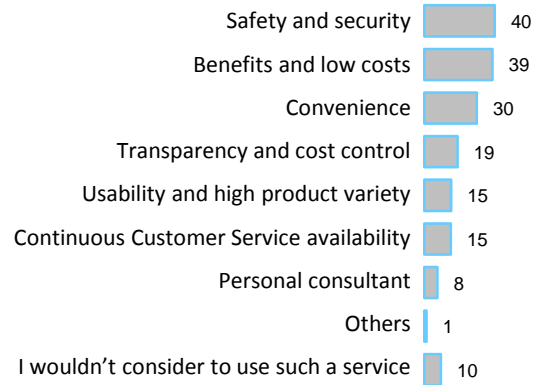 Safety and security 40
Benefits and low costs 39
Convenience 30
Transparency and cost control 19
Usability and high product variety 15
Continuous Customer Service availability 15
Personal consultant 8
Others 1
I wouldn’t consider to use such a service 10